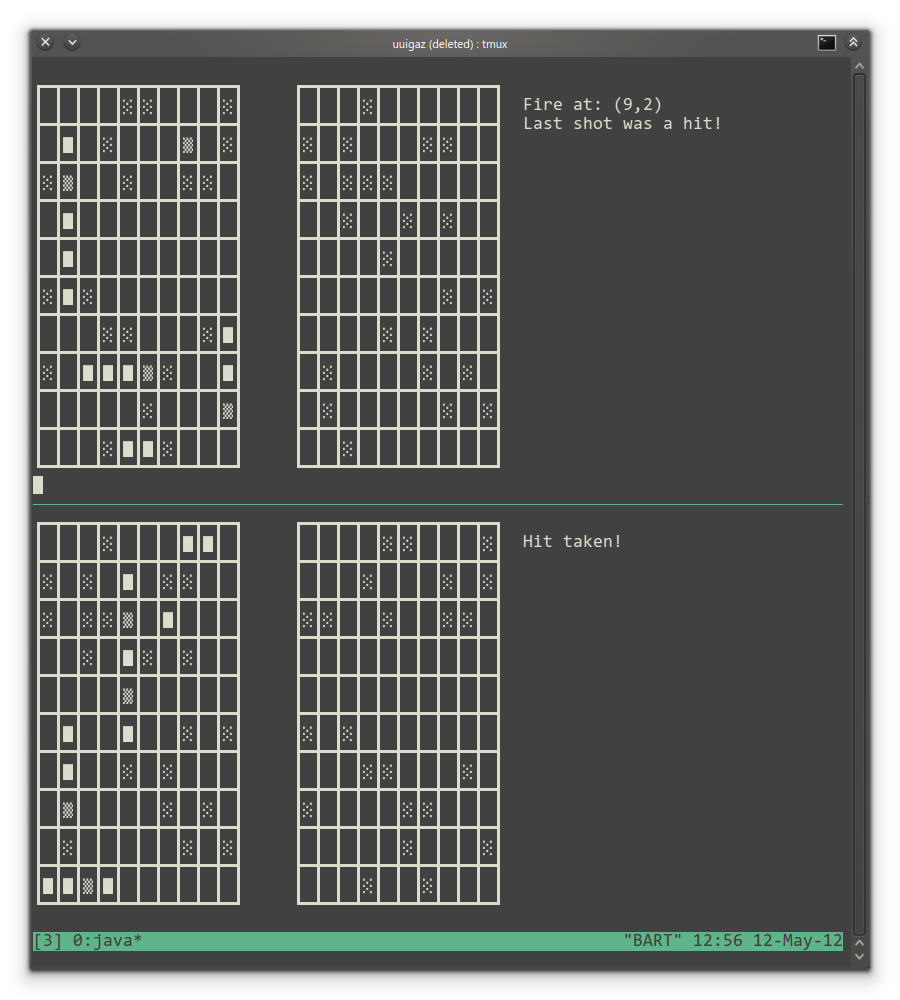 uuigaz (deleted) : tmux
Fire at: (9,2)
Last shot was a hit!
Hit taken!
[3] 0:java* "BART" 12:56 12-May-12